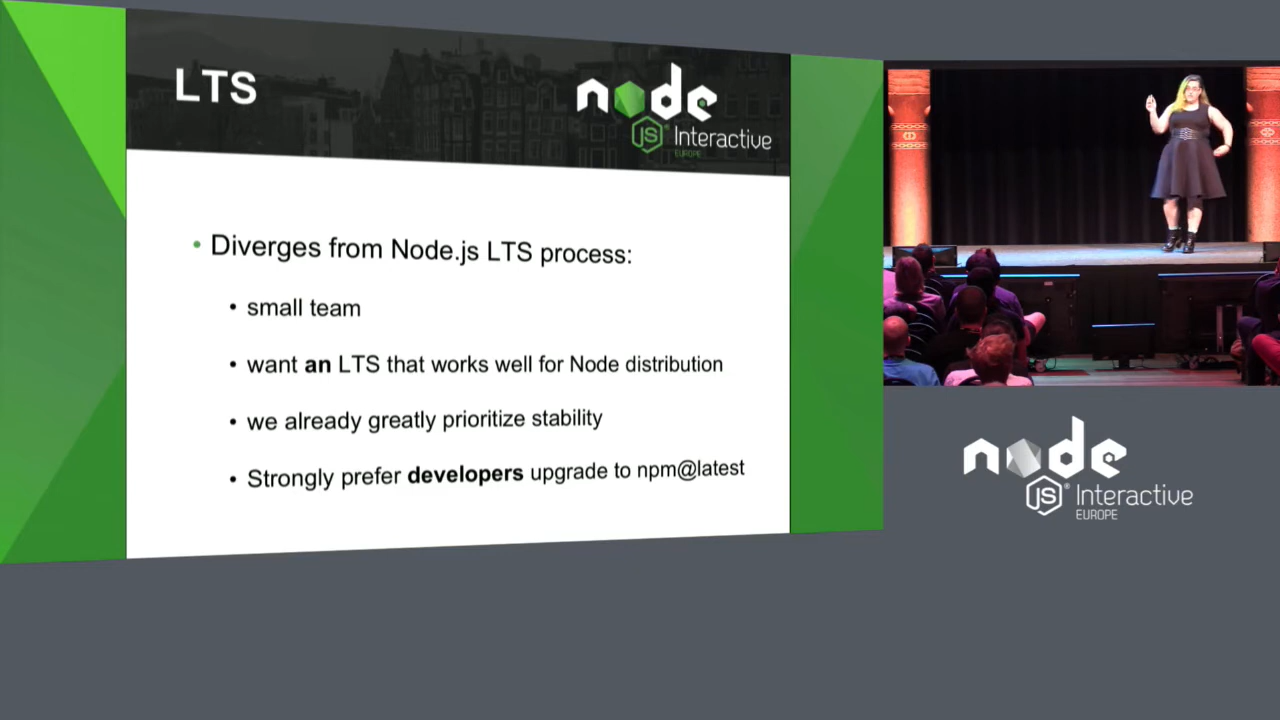 LTS
node
JS
Interactive
EUROPE
• Diverges from Node.js LTS process:
• small team
• want an LTS that works well for Node distribution
• we already greatly prioritize stability
• Strongly prefer developers upgrade to npm@latest
node
JS
Interactive
EUROPE